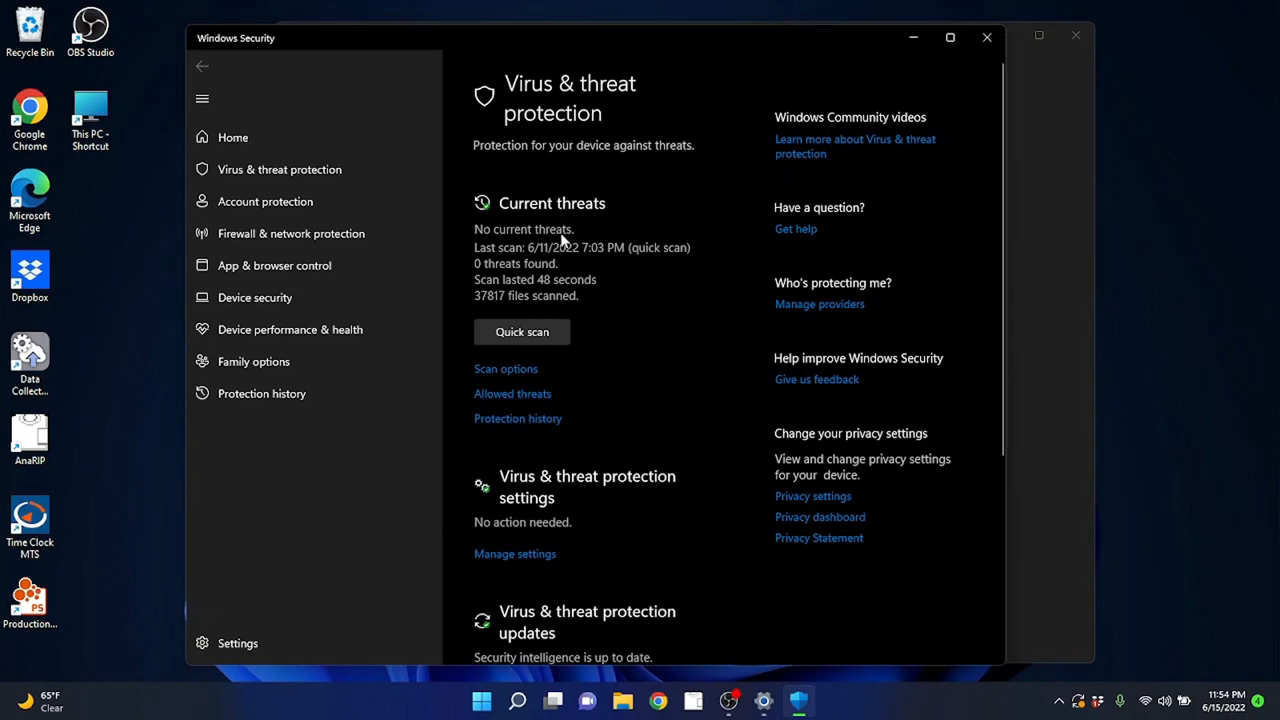 Recycle Bin
OBS Studio
Google
Chrome
This PC -
Shortcut
Microsoft
Edge
Dropbox
Data
Collect...
AnaRIP
Time Clock
MTS
PS
Production...
Windows Security
Home
Virus & threat protection
Account protection
Firewall & network protection
App & browser control
Device security
Device performance & health
Family options
Protection history
Settings
Virus & threat
protection
Protection for your device against threats.
Current threats
No current threats.
Last scan: 6/11/2022 7:03 PM (quick scan)
0 threats found.
Scan lasted 48 seconds
37817 files scanned.
Quick scan
Scan options
Allowed threats
Protection history
Virus & threat protection
settings
No action needed.
Manage settings
Virus & threat protection
updates
Security intelligence is up to date.
Windows Community videos
Learn more about Virus & threat
protection
Have a question?
Get help
Who's protecting me?
Manage providers
Help improve Windows Security
Give us feedback
Change your privacy settings
View and change privacy settings
for your device.
Privacy settings
Privacy dashboard
Privacy Statement
65°F
Clear
11:54 PM
6/15/2022
4